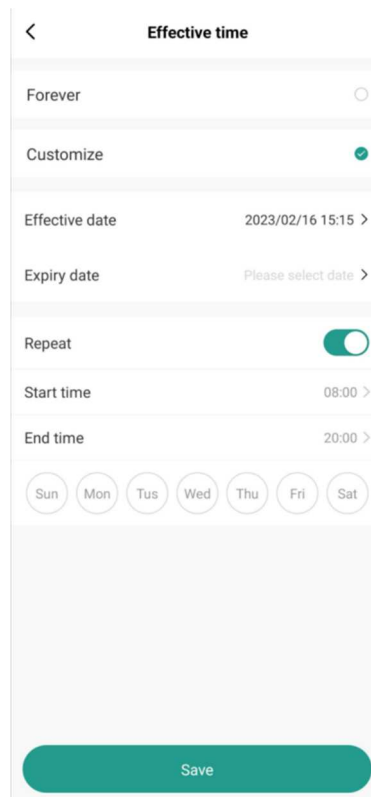 Effective time
Forever
Customize
Effective date 2023/02/16 15:15
Expiry date Please select date
Repeat
Start time 08:00
End time 20:00
Sun Mon Tus Wed Thu Fri Sat
Save